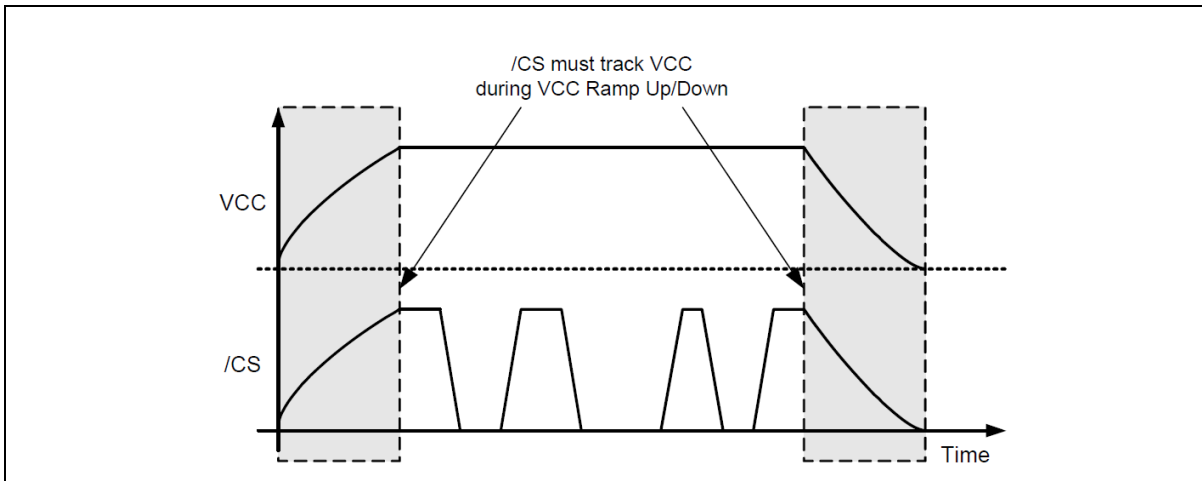 /CS must track VCC
during VCC Ramp Up/Down
VCC
/CS
Time